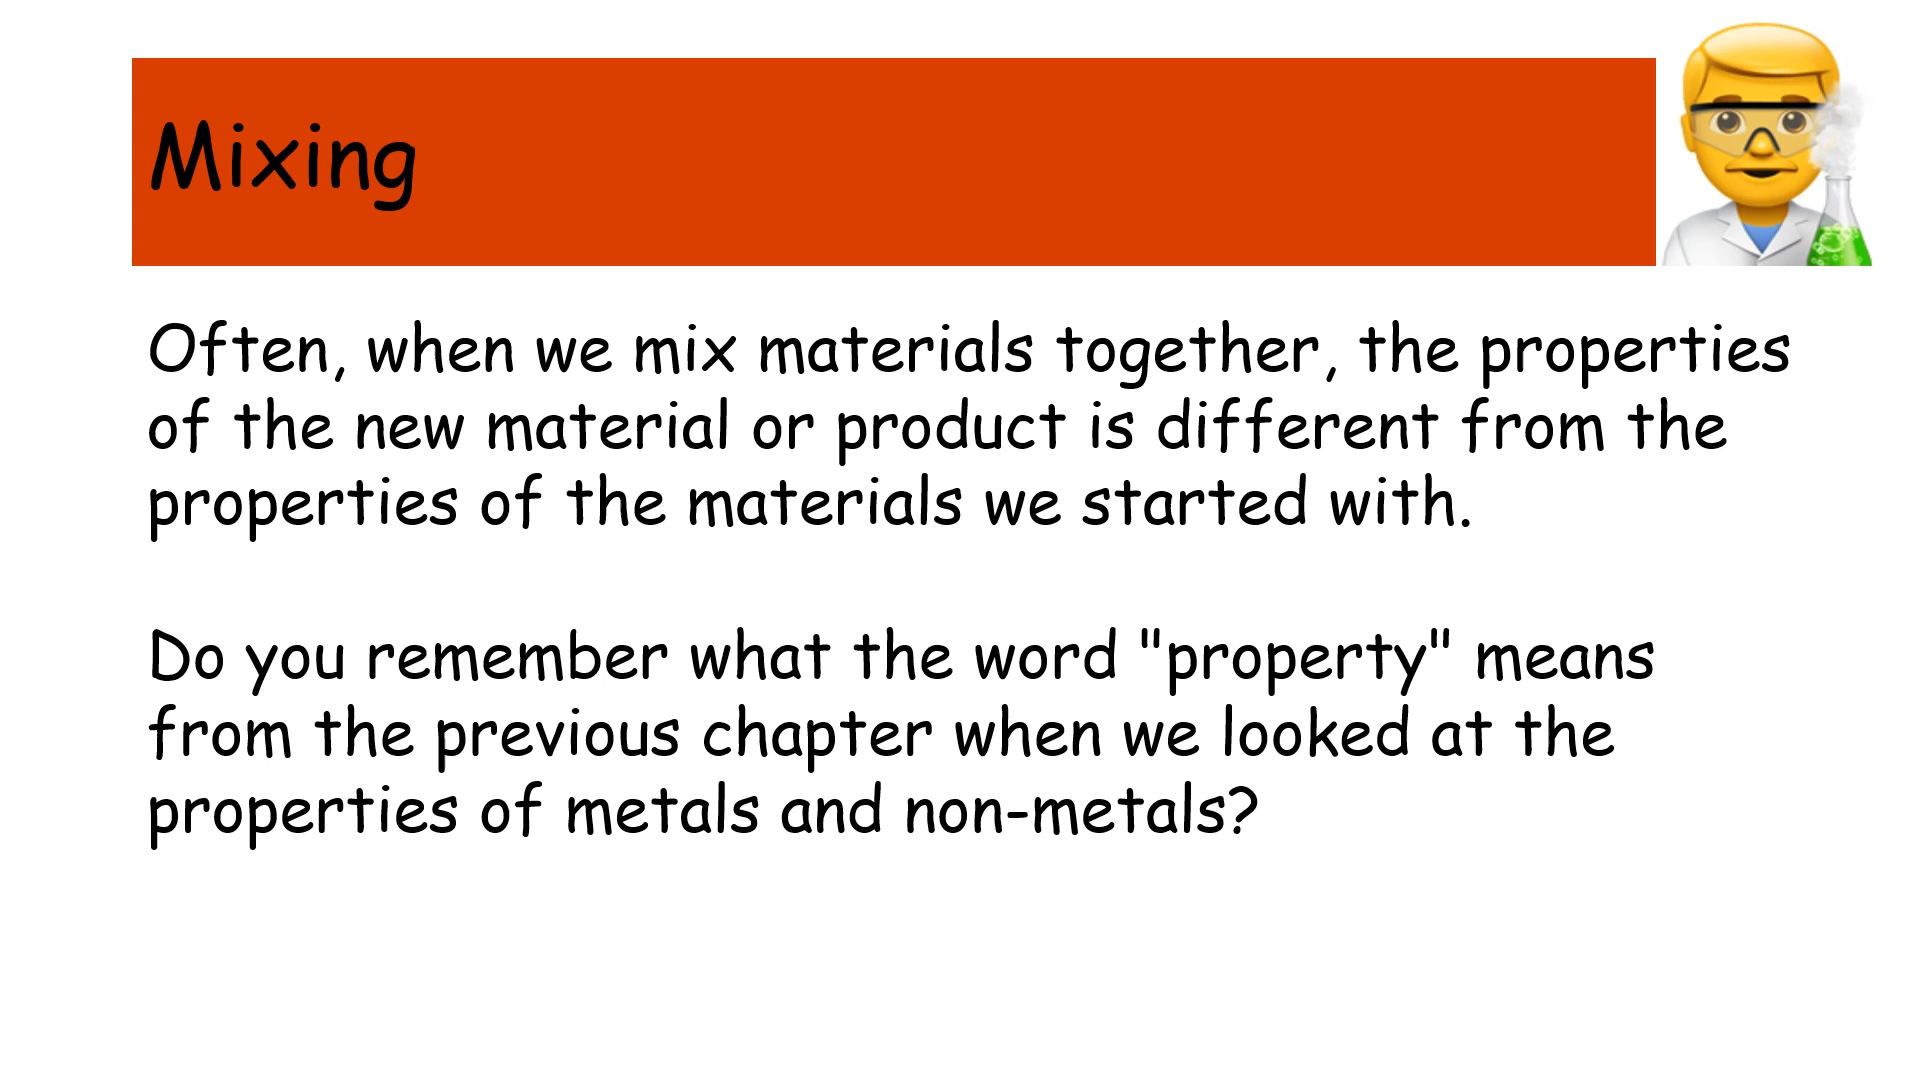 Mixing
Often, when we mix materials together, the properties
of the new material or product is different from the
properties of the materials we started with.
Do you remember what the word "property" means
from the previous chapter when we looked at the
properties of metals and non-metals?